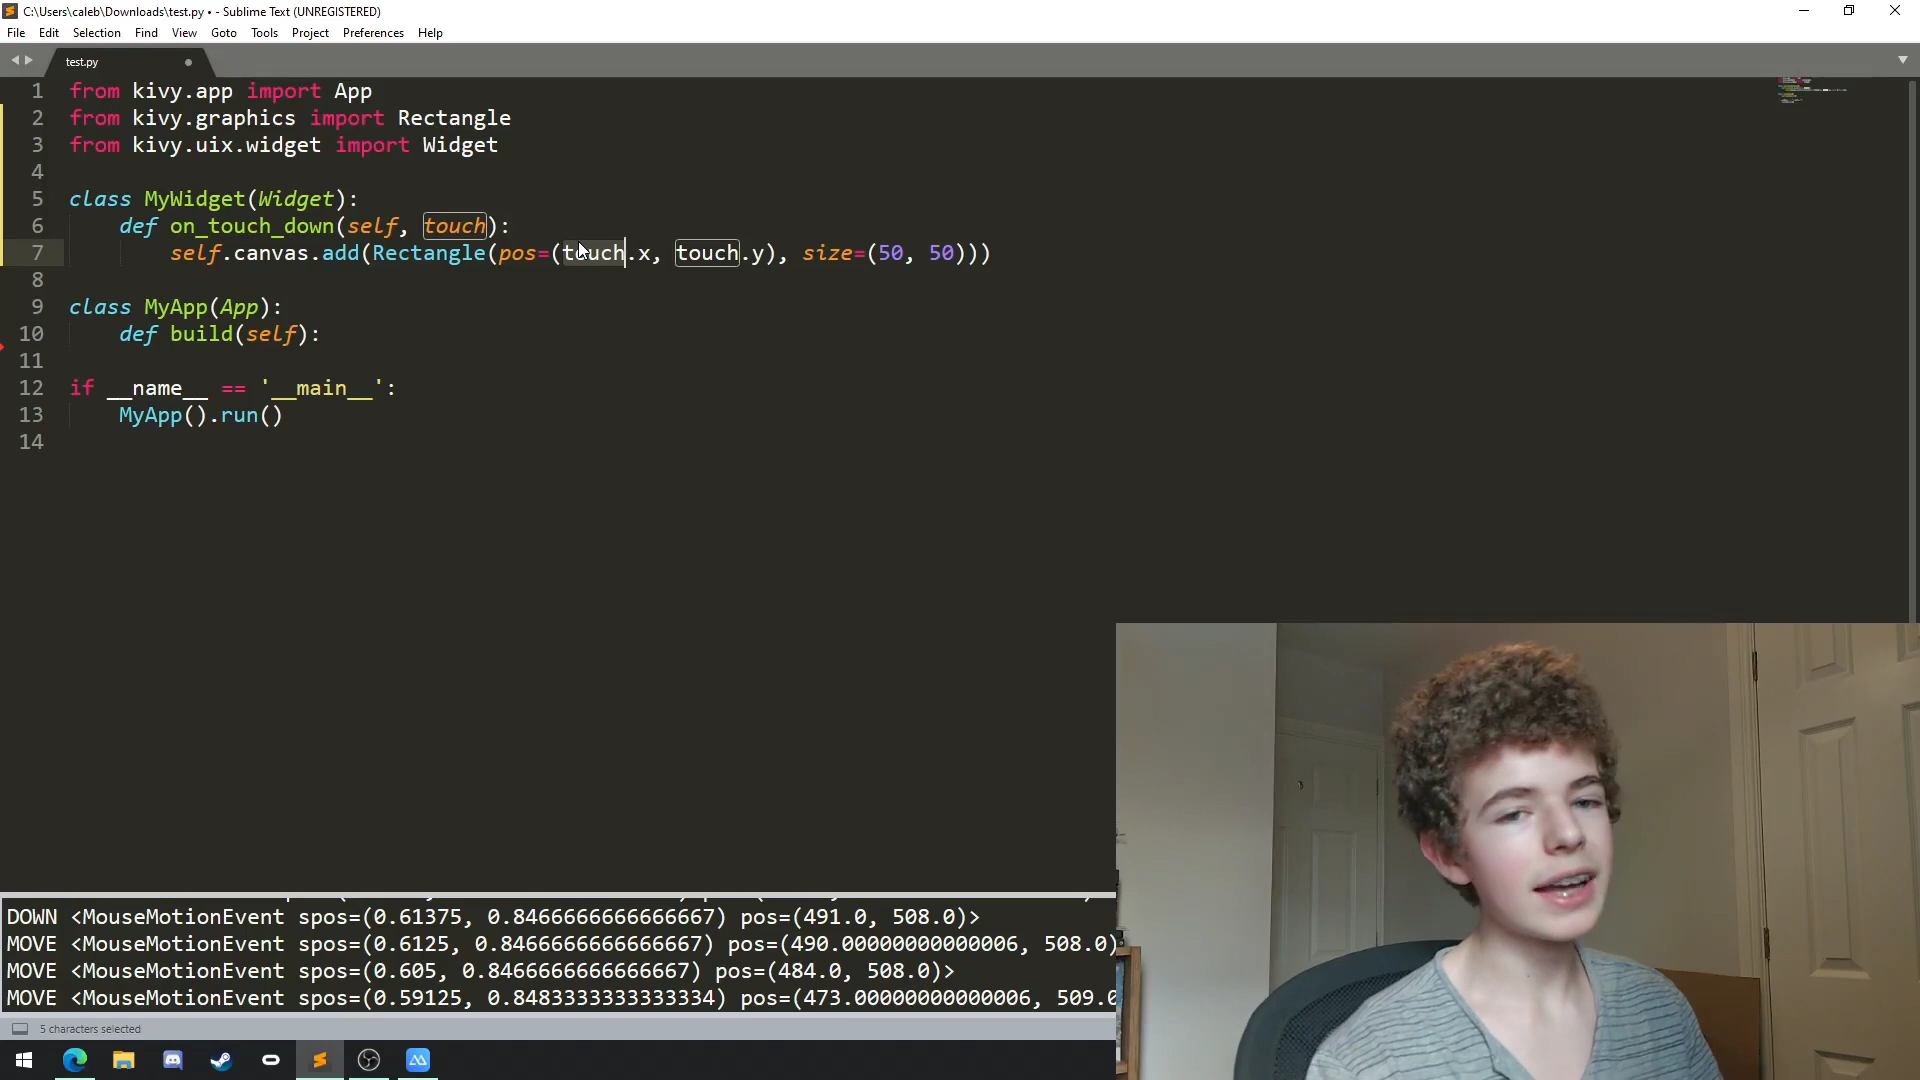 C:\Users\caleb\Downloads\test.py • - Sublime Text (UNREGISTERED)
File Edit Selection Find View Goto Tools Project Preferences Help
test.py
1 from kivy.app import App
2 from kivy.graphics import Rectangle
3 from kivy.uix.widget import Widget
4
5 class MyWidget(Widget):
6 def on_touch_down(self, touch):
7 self.canvas.add(Rectangle(pos=(touch.x, touch.y), size=(50, 50)))
8
9 class MyApp(App):
10 def build(self):
11
12 if __name__ == '__main__':
13 MyApp().run()
14
DOWN <MouseMotionEvent spos=(0.61375, 0.8466666666666667) pos=(491.0, 508.0)>
MOVE <MouseMotionEvent spos=(0.6125, 0.8466666666666667) pos=(490.00000000000006, 508.0)
MOVE <MouseMotionEvent spos=(0.605, 0.8466666666666667) pos=(484.0, 508.0)>
MOVE <MouseMotionEvent spos=(0.59125, 0.8483333333333334) pos=(473.00000000000006, 509.0
5 characters selected